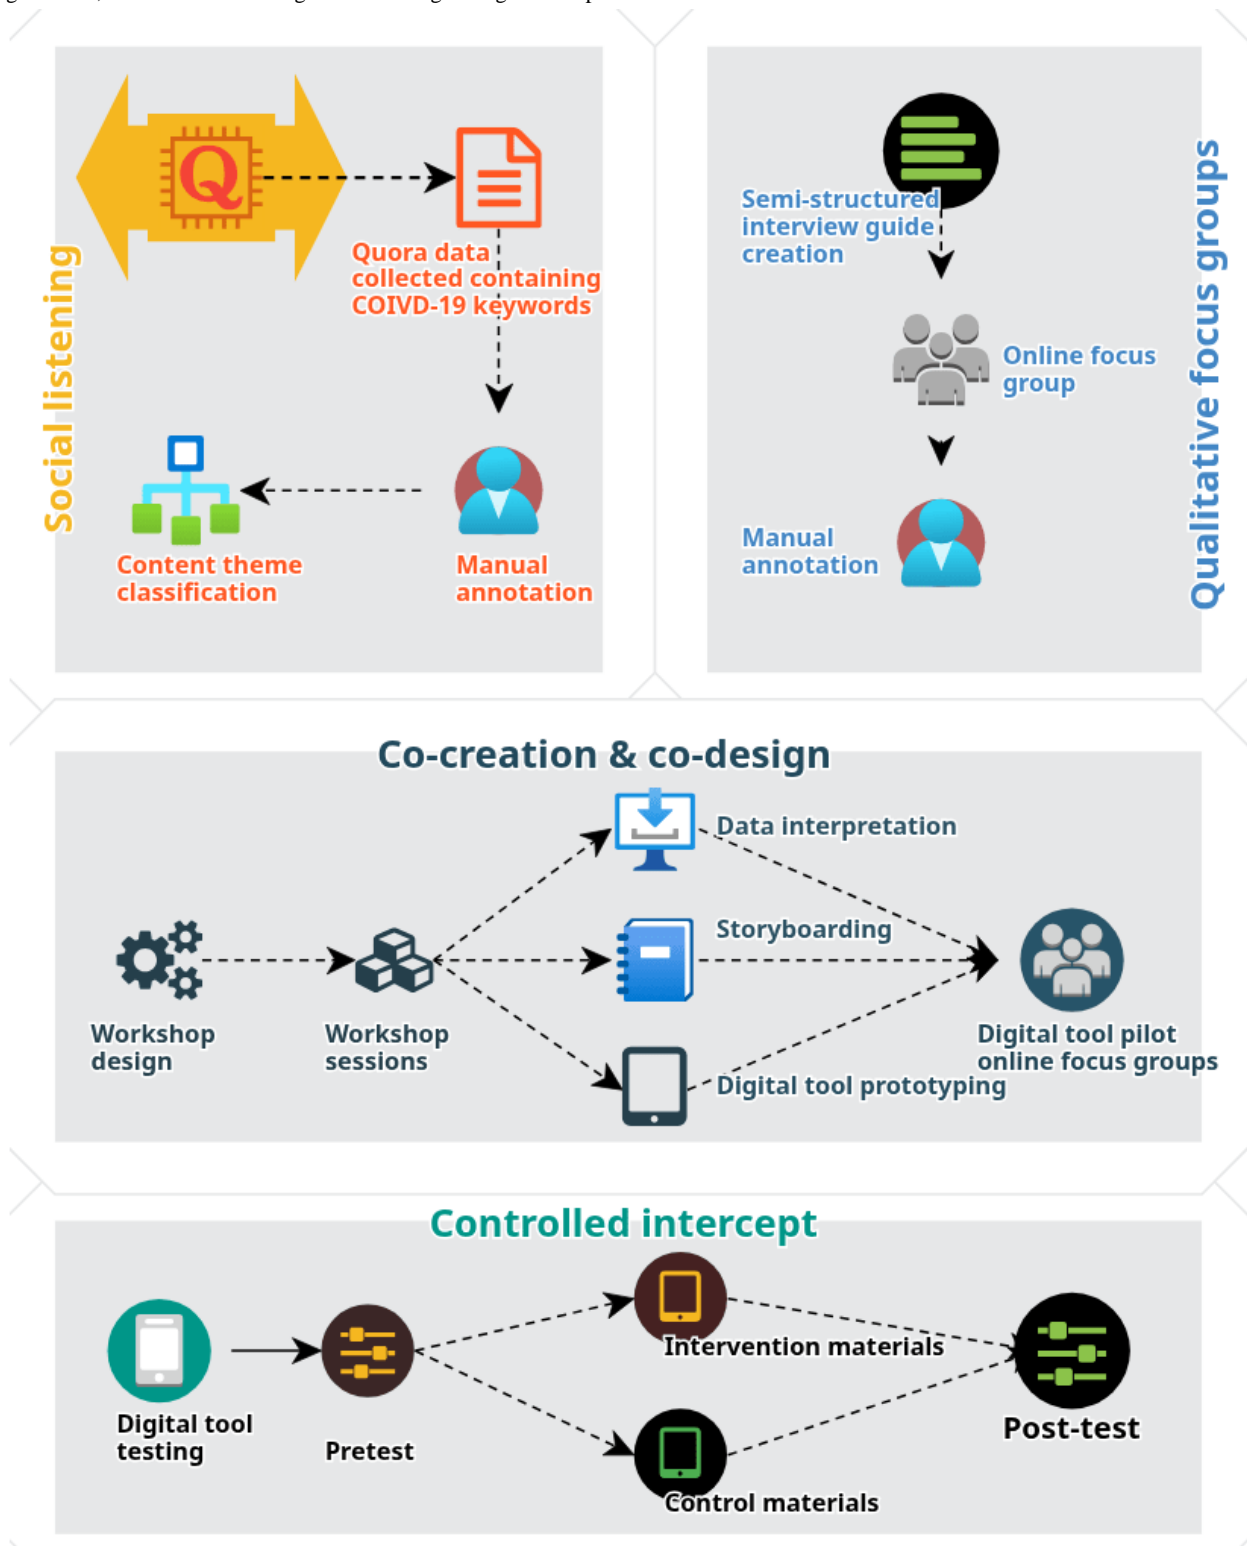 Social listening
Q
Quora data
collected containing
COIVD-19 keywords
Content theme
classification
Manual
annotation
Qualitative focus groups
Semi-structured
interview guide
creation
Online focus
group
Manual
annotation
Co-creation & co-design
Data interpretation
Storyboarding
Workshop
design
Workshop
sessions
Digital tool pilot
online focus groups
Digital tool prototyping
Controlled intercept
Intervention materials
Digital tool
testing
Pretest
Post-test
Control materials